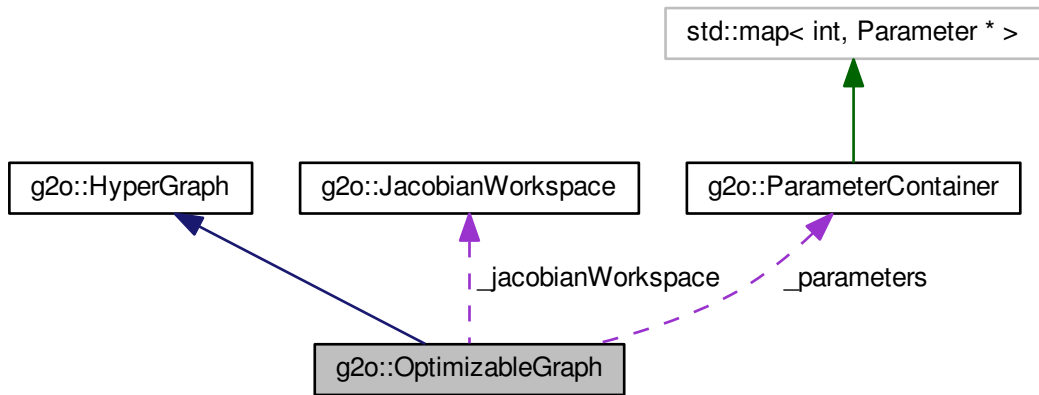 std::map< int, Parameter * >
g2o::HyperGraph
g2o::JacobianWorkspace
g2o::ParameterContainer
_jacobianWorkspace
_parameters
g2o::OptimizableGraph